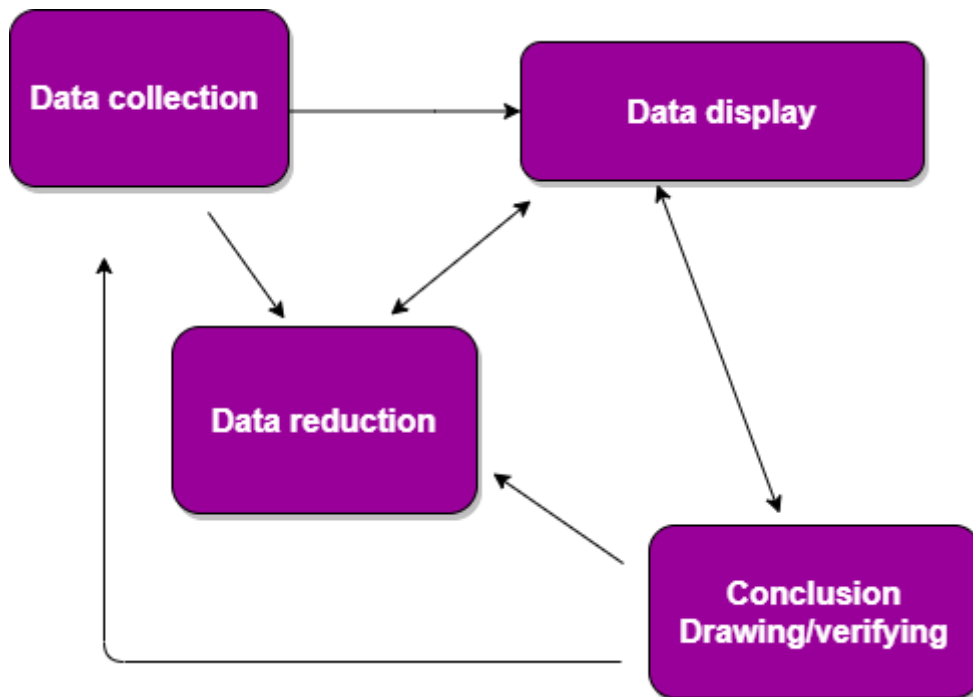 Data collection
Data display
Data reduction
Conclusion
Drawing/verifying